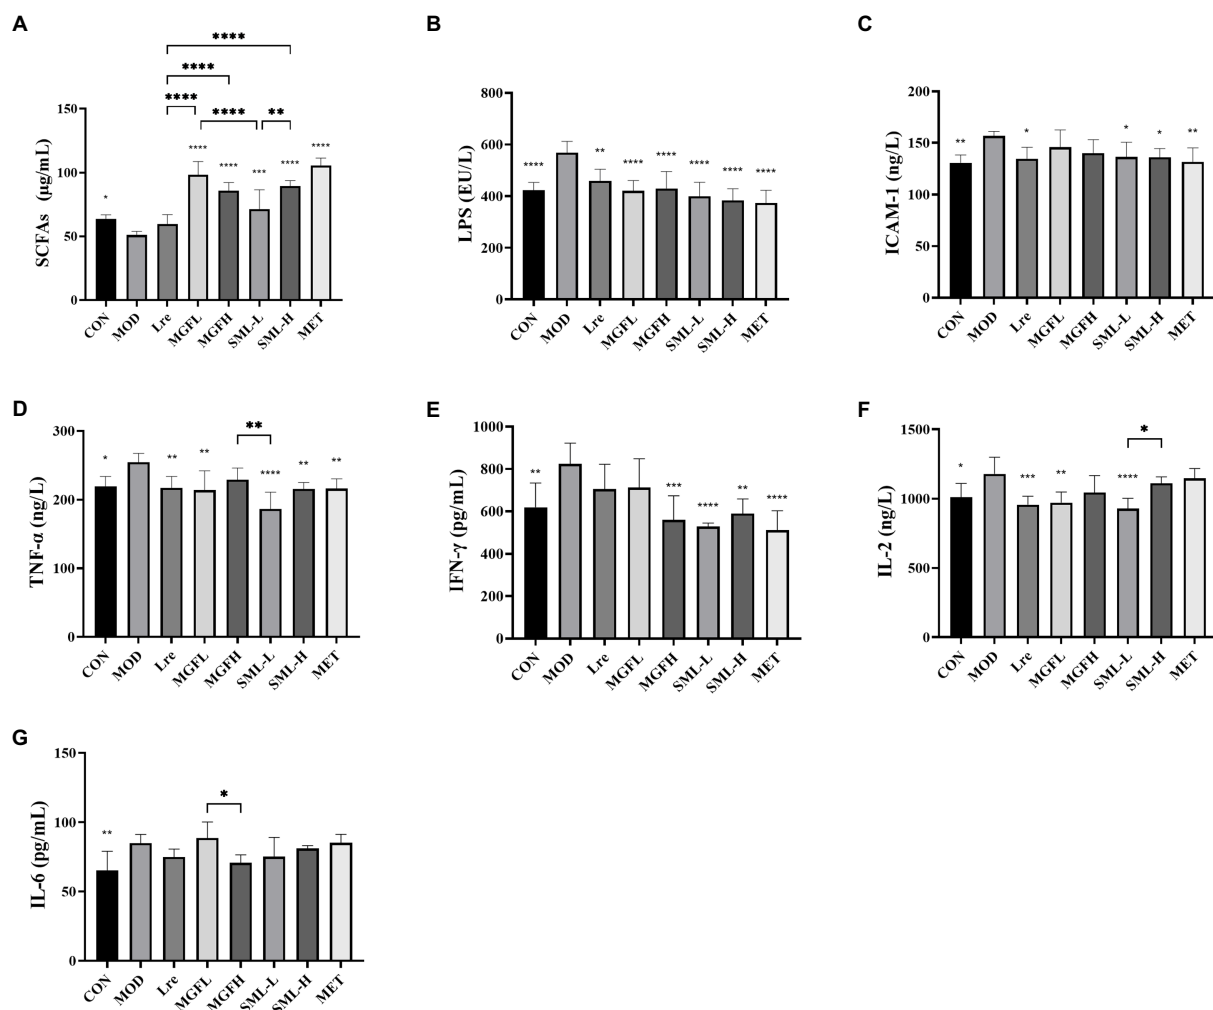 A
****
****
****
****
**
SCFAs (μg/mL)
150
100
50
0
*
****
****
***
****
****
CON
MOD
Lre
MGFL
MGFH
SML-L
SML-H
MET
B
LPS (EU/L)
800
600
400
200
0
****
**
****
****
****
****
****
CON
MOD
Lre
MGFL
MGFH
SML-L
SML-H
MET
C
ICAM-1 (ng/L)
200
150
100
50
0
**
*
*
*
**
CON
MOD
Lre
MGFL
MGFH
SML-L
SML-H
MET
D
TNF-α (ng/L)
300
200
100
0
**
*
**
**
****
**
**
CON
MOD
Lre
MGFL
MGFH
SML-L
SML-H
MET
E
IFN-γ (pg/mL)
1000
800
600
400
200
0
**
***
****
**
****
CON
MOD
Lre
MGFL
MGFH
SML-L
SML-H
MET
F
IL-2 (ng/L)
1500
1000
500
0
*
*
***
**
****
CON
MOD
Lre
MGFL
MGFH
SML-L
SML-H
MET
G
IL-6 (pg/mL)
150
100
50
0
*
**
CON
MOD
Lre
MGFL
MGFH
SML-L
SML-H
MET